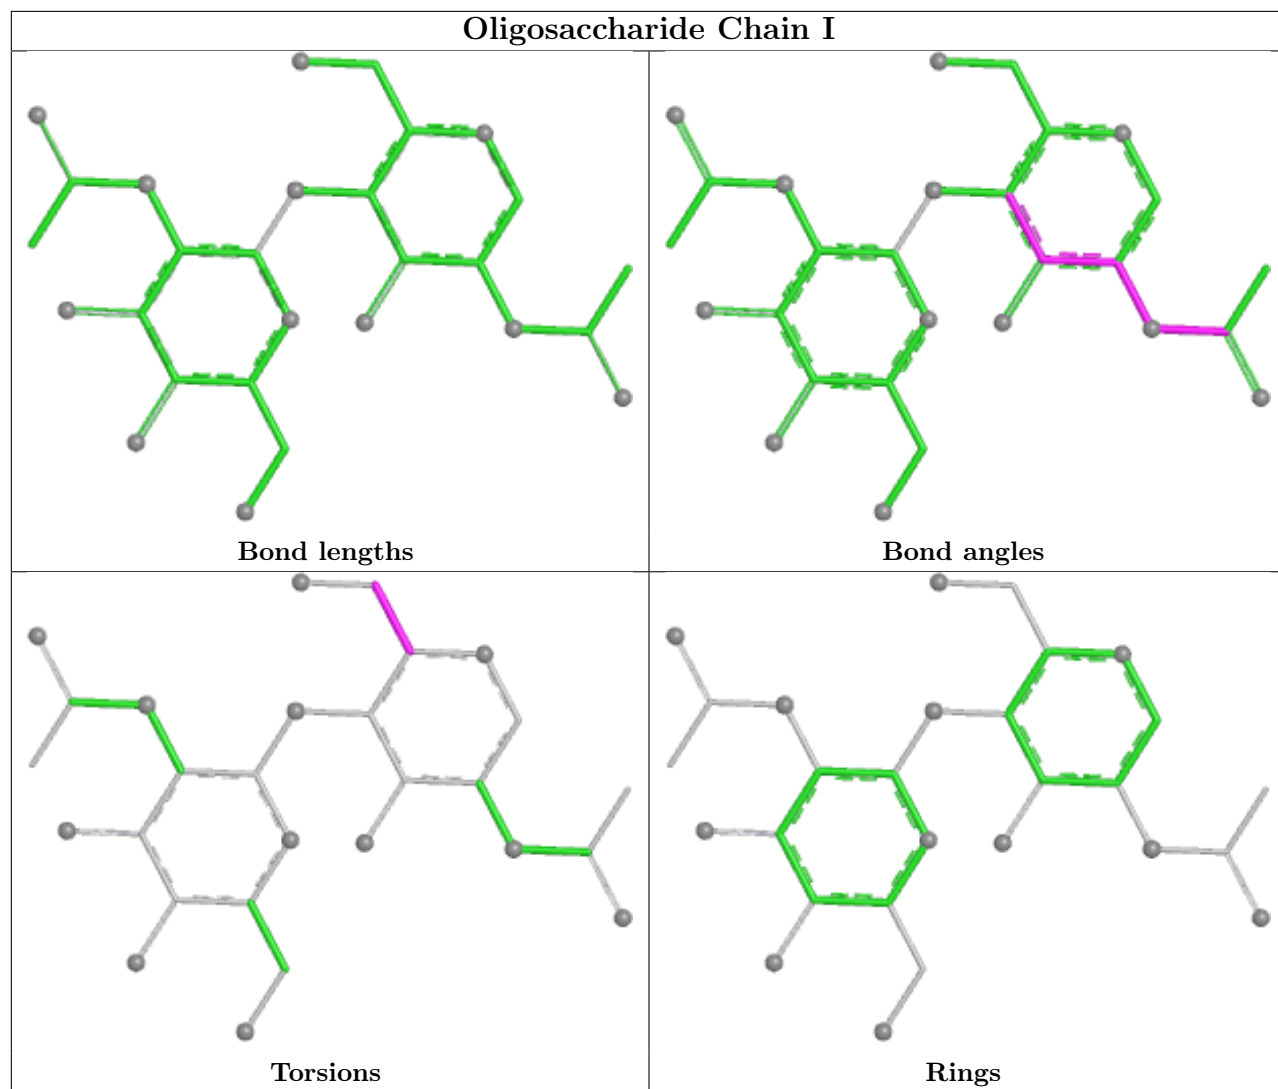 Oligosaccharide Chain I
Bond lengths
Bond angles
Torsions
Rings